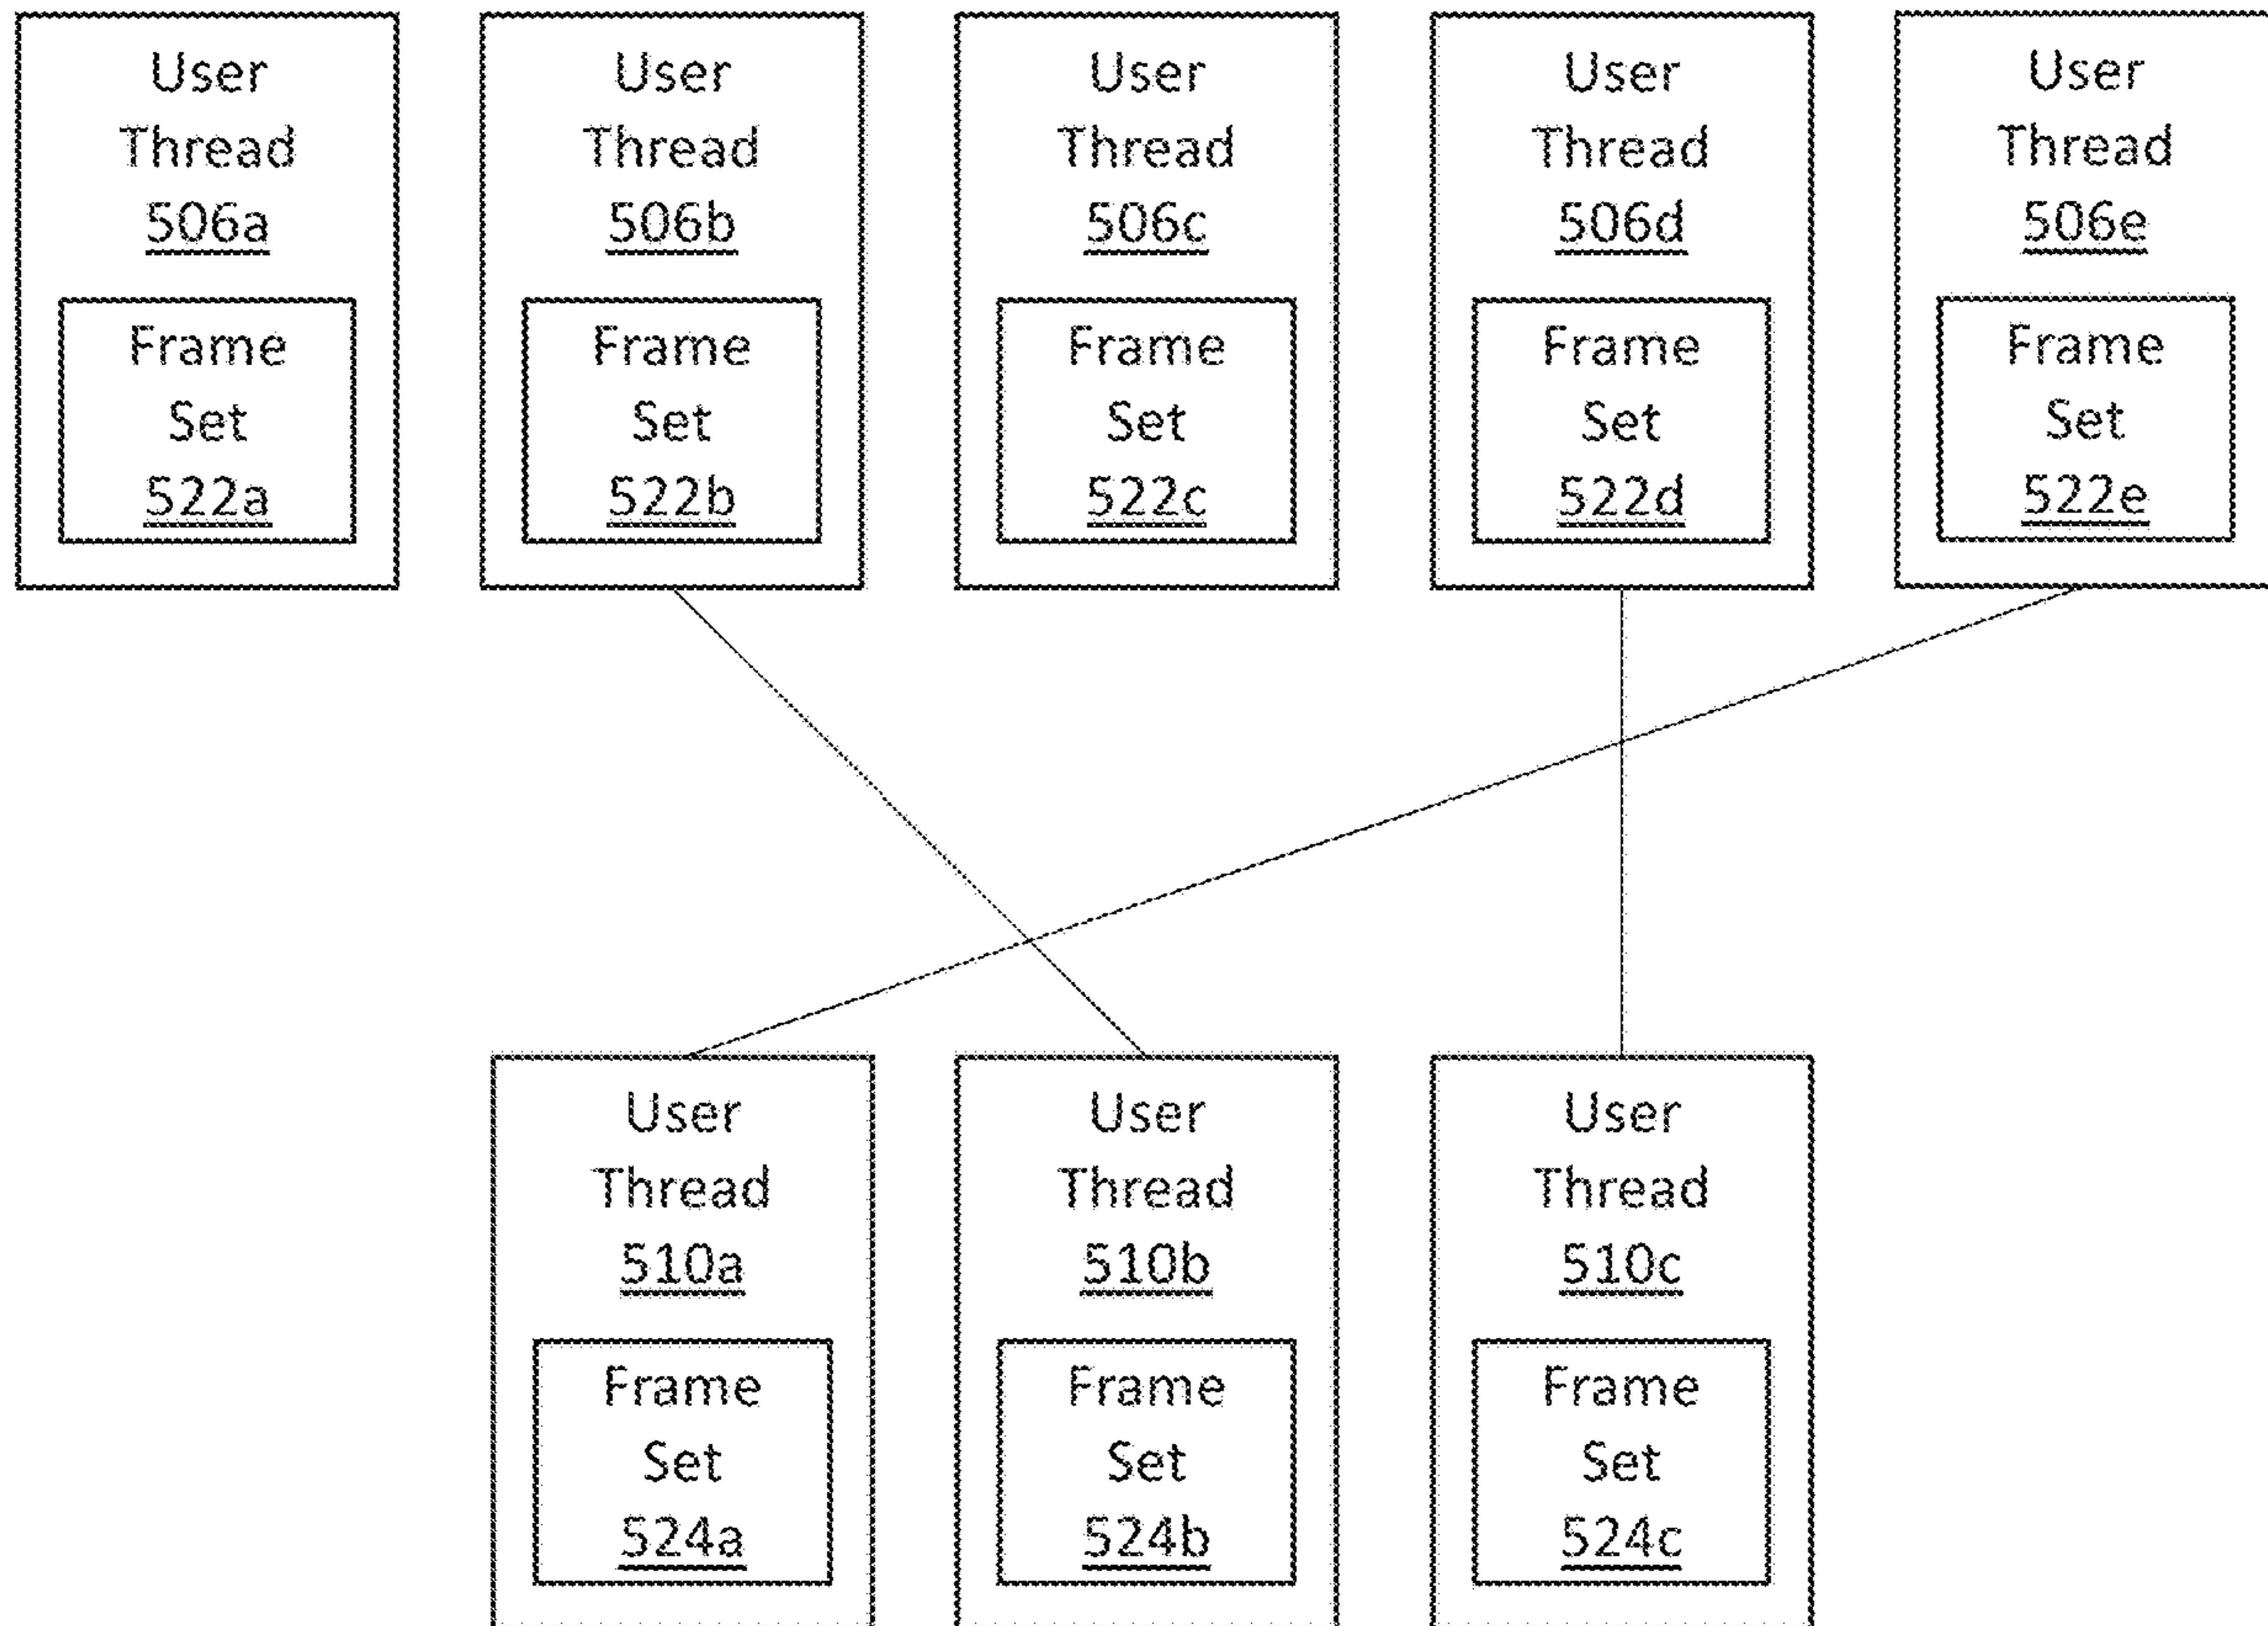 User
Thread
506a
Frame
Set
522a
User
Thread
506b
Frame
Set
522b
User
Thread
506c
Frame
Set
522c
User
Thread
506d
Frame
Set
522d
User
Thread
506e
Frame
Set
522e
User
Thread
510a
Frame
Set
524a
User
Thread
510b
Frame
Set
524b
User
Thread
510c
Frame
Set
524c